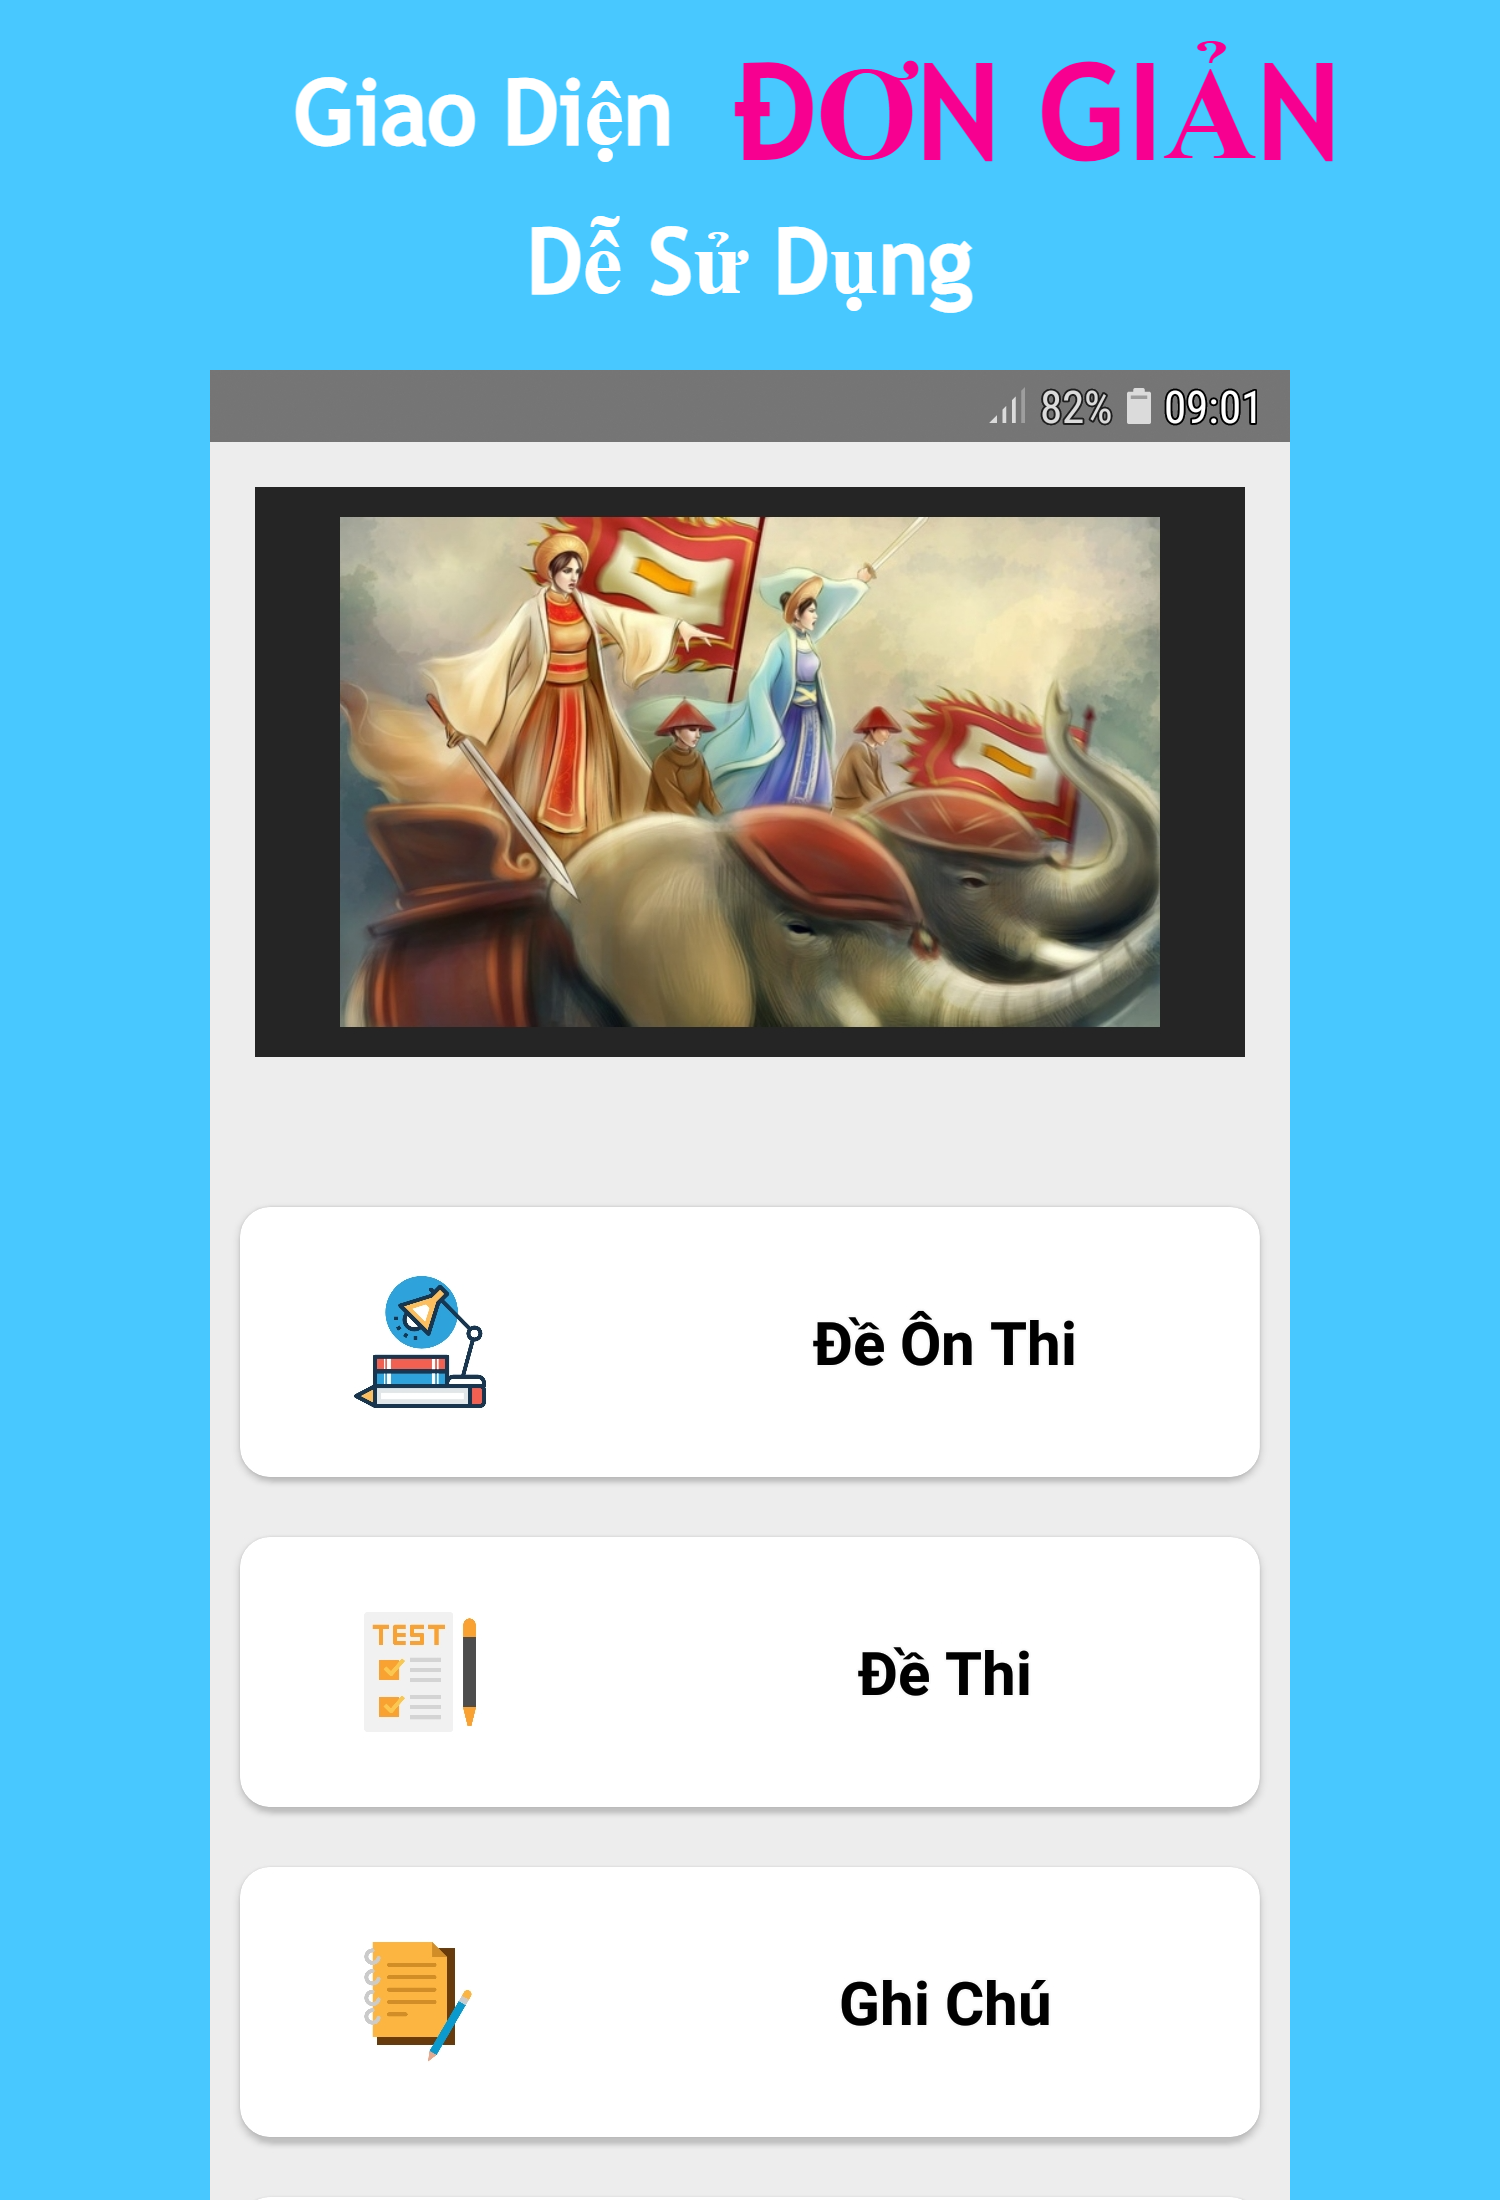 Giao Diện ĐƠN GIẢN
Dễ Sử Dụng
82% 09:01
Đề Ôn Thi
TEST
Đề Thi
Ghi Chú